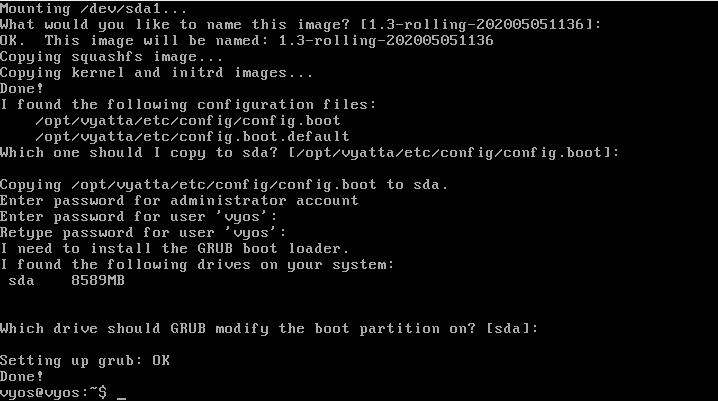 Mounting /dev/sda1...
What would you like to name this image? [1.3-rolling-202005051136]:
OK.  This image will be named: 1.3-rolling-202005051136
Copying squashfs image...
Copying kernel and initrd images...
Done!
I found the following configuration files:
    /opt/vyatta/etc/config/config.boot
    /opt/vyatta/etc/config.boot.default
Which one should I copy to sda? [/opt/vyatta/etc/config/config.boot]:
Copying /opt/vyatta/etc/config/config.boot to sda.
Enter password for administrator account
Enter password for user 'vyos':
Retype password for user 'vyos':
I need to install the GRUB boot loader.
I found the following drives on your system:
 sda    8589MB
Which drive should GRUB modify the boot partition on? [sda]:
Setting up grub: OK
Done!
vyos@vyos:~$ _